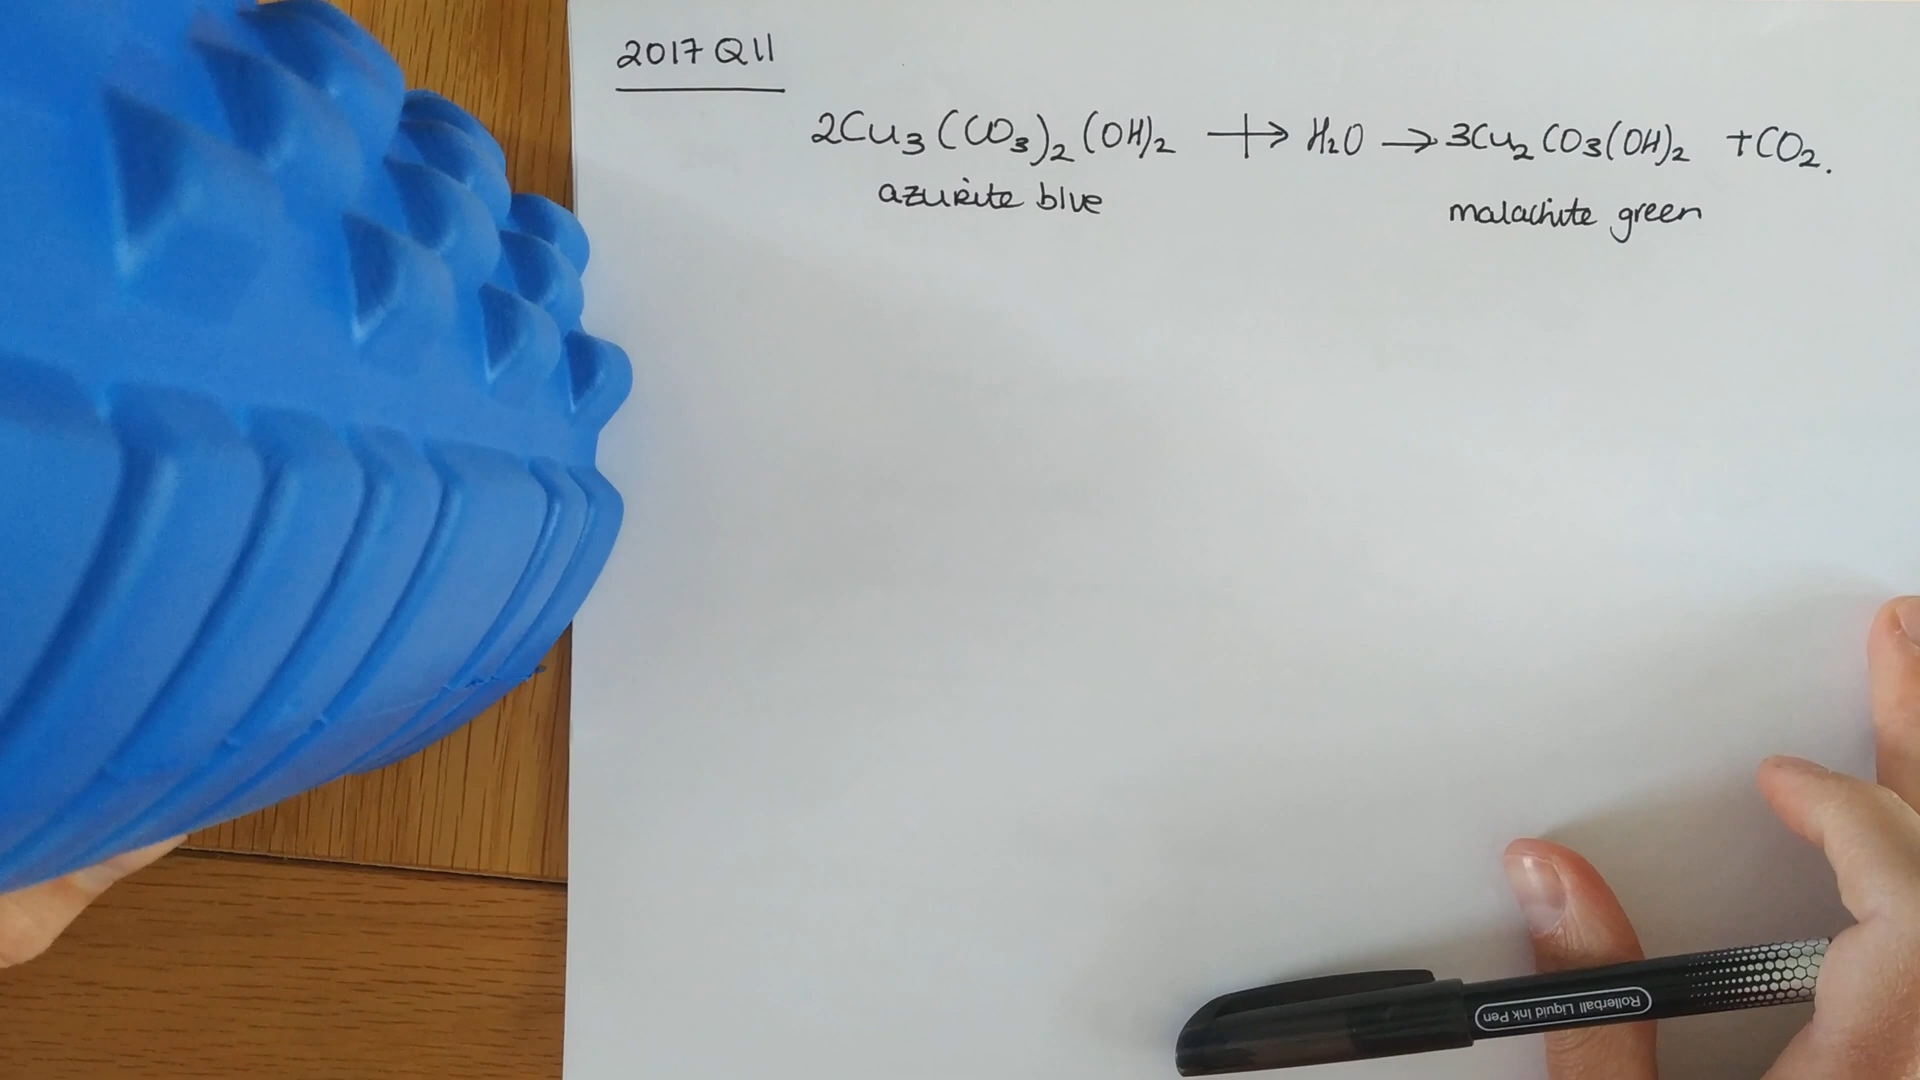 2017 Q11
2Cu₃(CO₃)₂(OH)₂ +→ H₂O → 3Cu₂CO₃(OH)₂ +CO₂.
azurite blue
malachite green
Rollerball Liquid Ink Pen